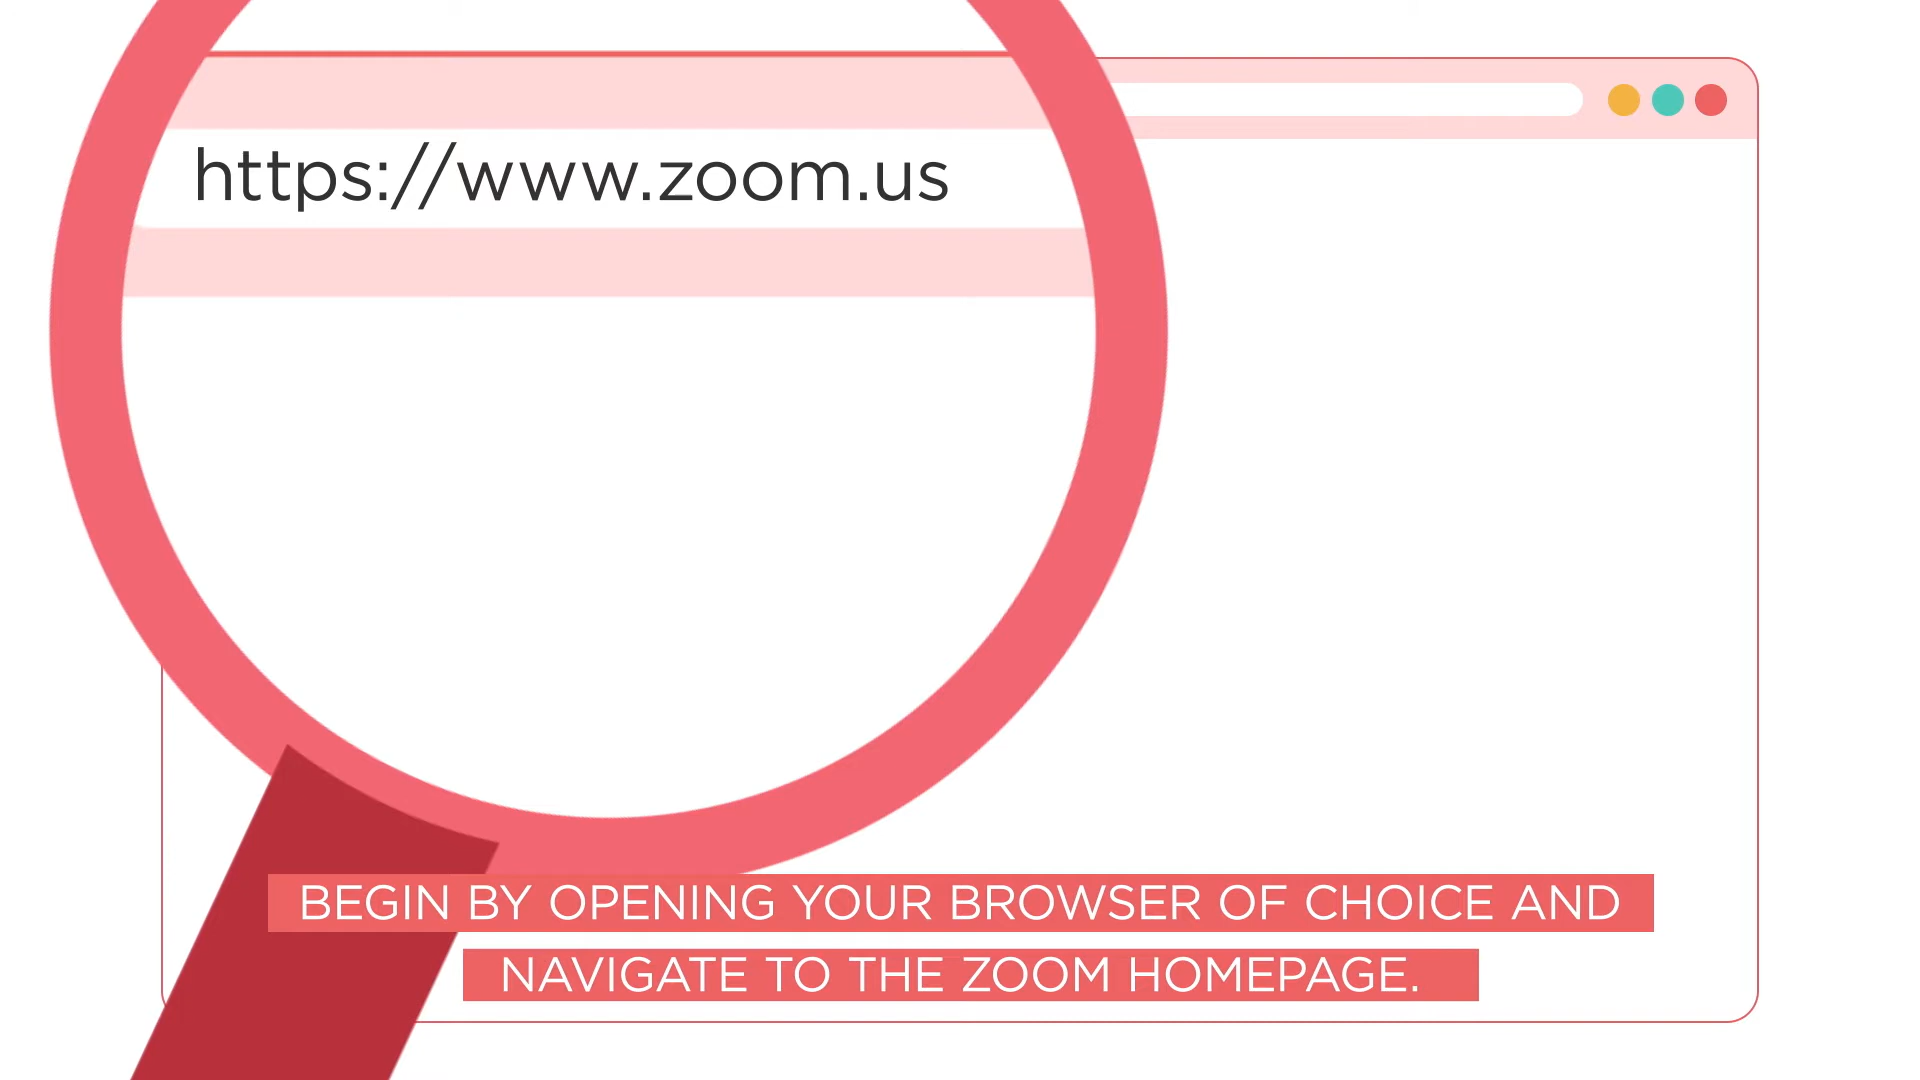 https://www.zoom.us
BEGIN BY OPENING YOUR BROWSER OF CHOICE AND
NAVIGATE TO THE ZOOM HOMEPAGE.